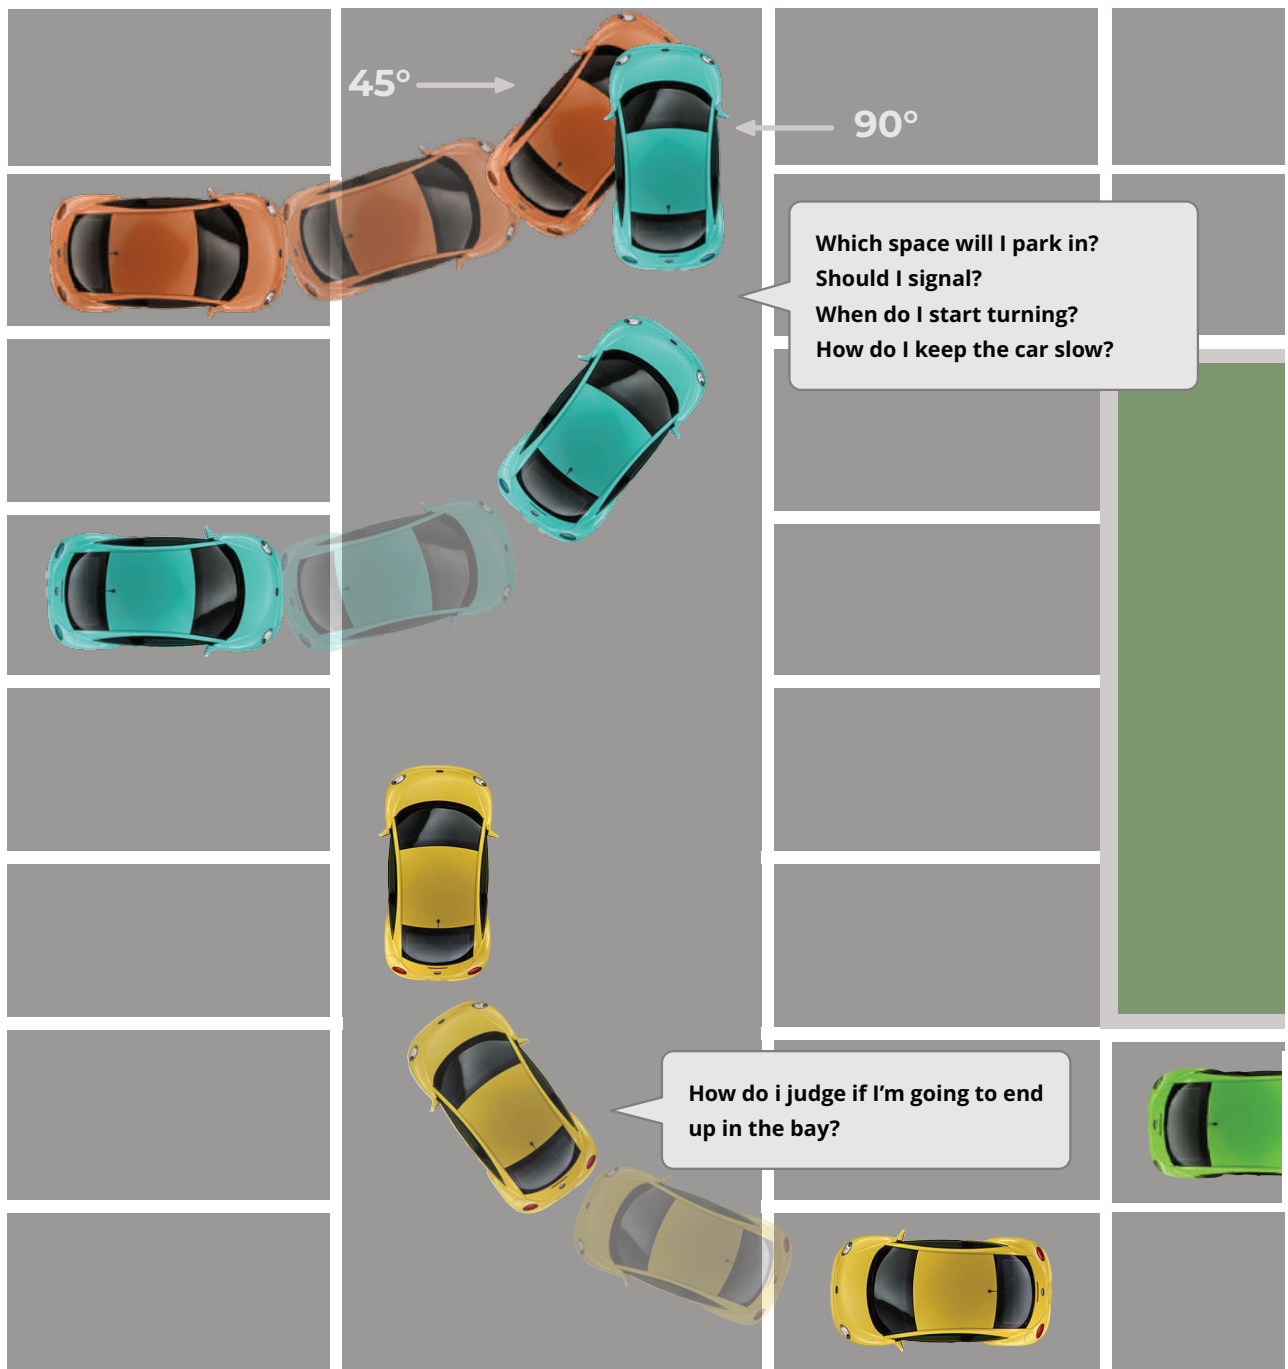 45°
90°
Which space will I park in?
Should I signal?
When do I start turning?
How do I keep the car slow?
How do i judge if I’m going to end
up in the bay?